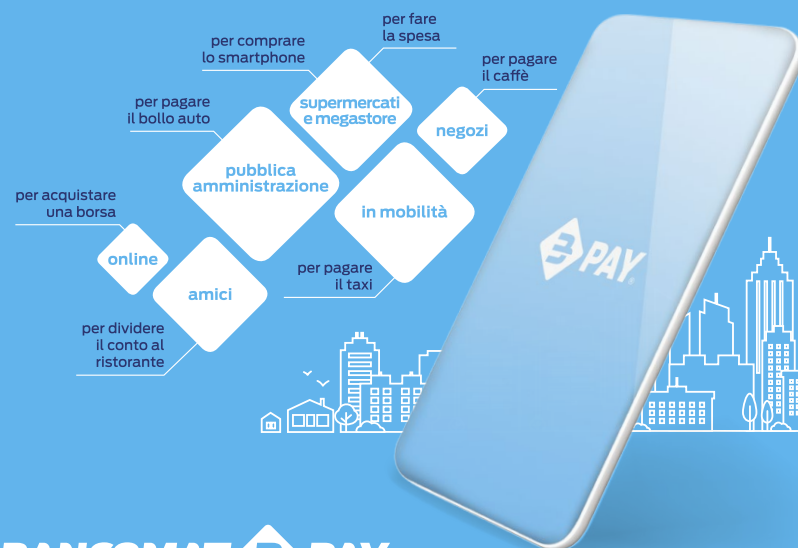 per fare
la spesa
per comprare
lo smartphone
per pagare
il caffè
supermercati
e megastore
per pagare
il bollo auto
negozi
pubblica
amministrazione
in mobilità
per acquistare
una borsa
online
amici
per pagare
il taxi
per dividere
il conto al
ristorante
PAY
BANCOMAT PAY